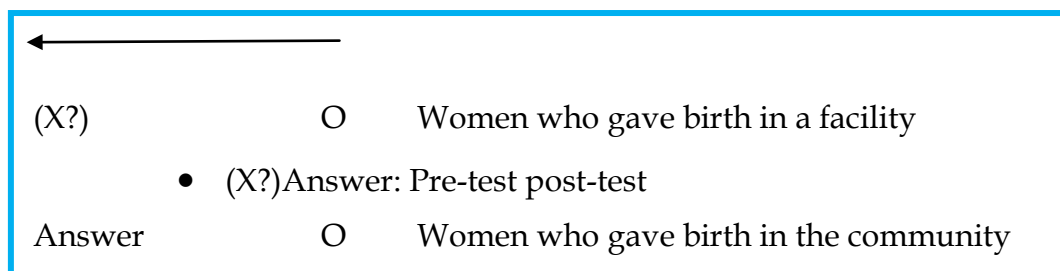 (X?) O Women who gave birth in a facility
• (X?)Answer: Pre-test post-test
Answer O Women who gave birth in the community